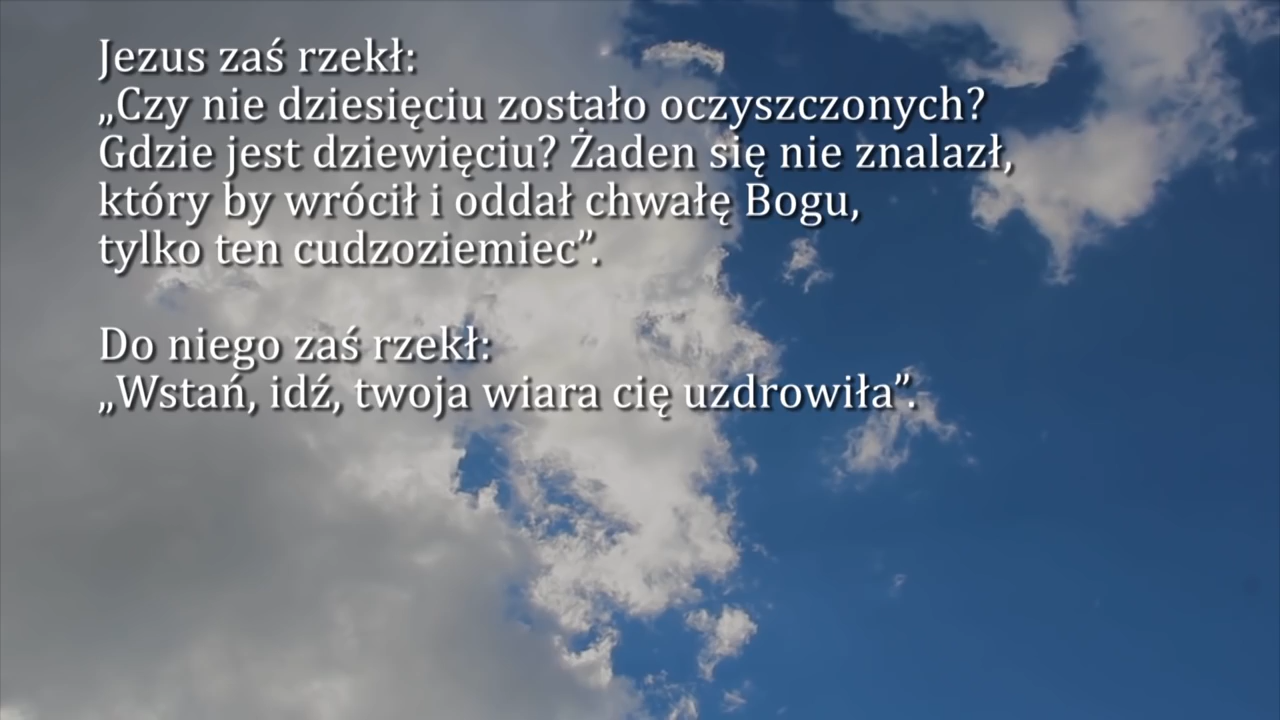 Jezus zaś rzekł:
„Czy nie dziesięciu zostało oczyszczonych?
Gdzie jest dziewięciu? Żaden się nie znalazł,
który by wrócił i oddał chwałę Bogu,
tylko ten cudzoziemiec”.
Do niego zaś rzekł:
„Wstań, idź, twoja wiara cię uzdrowiła”.